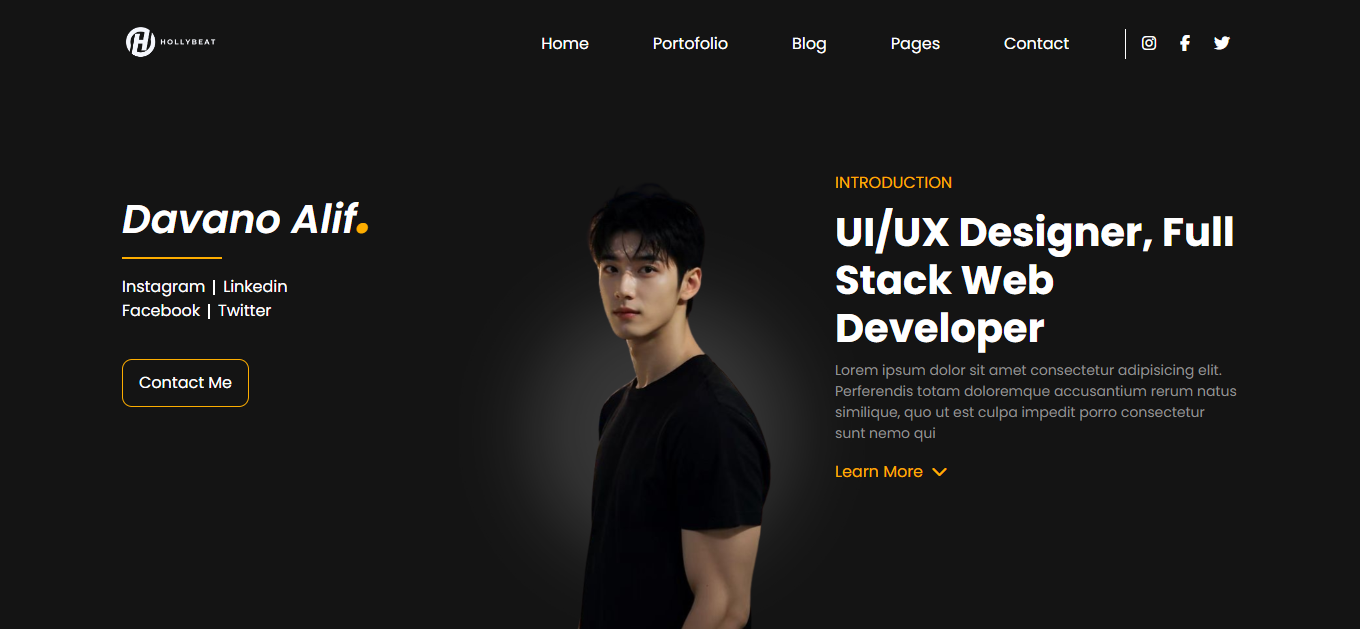 HOLLYBEAT
Home
Portofolio
Blog
Pages
Contact
Davano Alif.
Instagram | Linkedin
Facebook | Twitter
Contact Me
INTRODUCTION
UI/UX Designer, Full
Stack Web
Developer
Lorem ipsum dolor sit amet consectetur adipisicing elit.
Perferendis totam doloremque accusantium rerum natus
similique, quo ut est culpa impedit porro consectetur
sunt nemo qui
Learn More